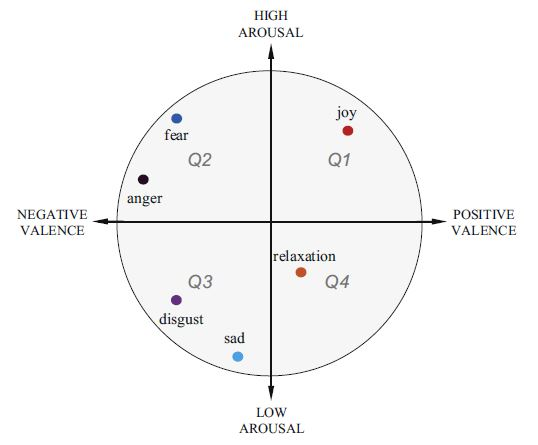 HIGH
AROUSAL
joy
fear
Q2
Q1
anger
NEGATIVE
VALENCE
POSITIVE
VALENCE
relaxation
Q3
Q4
disgust
sad
LOW
AROUSAL